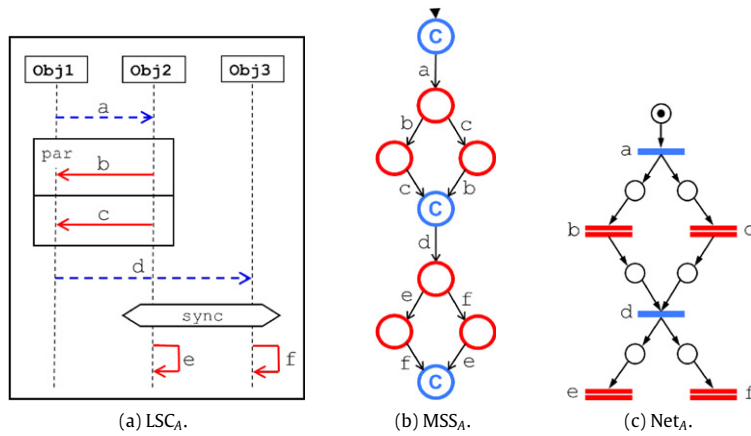 Obj1 Obj2 Obj3
a
par
b
c
d
sync
e f
(a) LSC_A.
C
a
b c
c b
C
d
e f
f e
C
(b) MSS_A.
a
b c
d
e f
(c) Net_A.